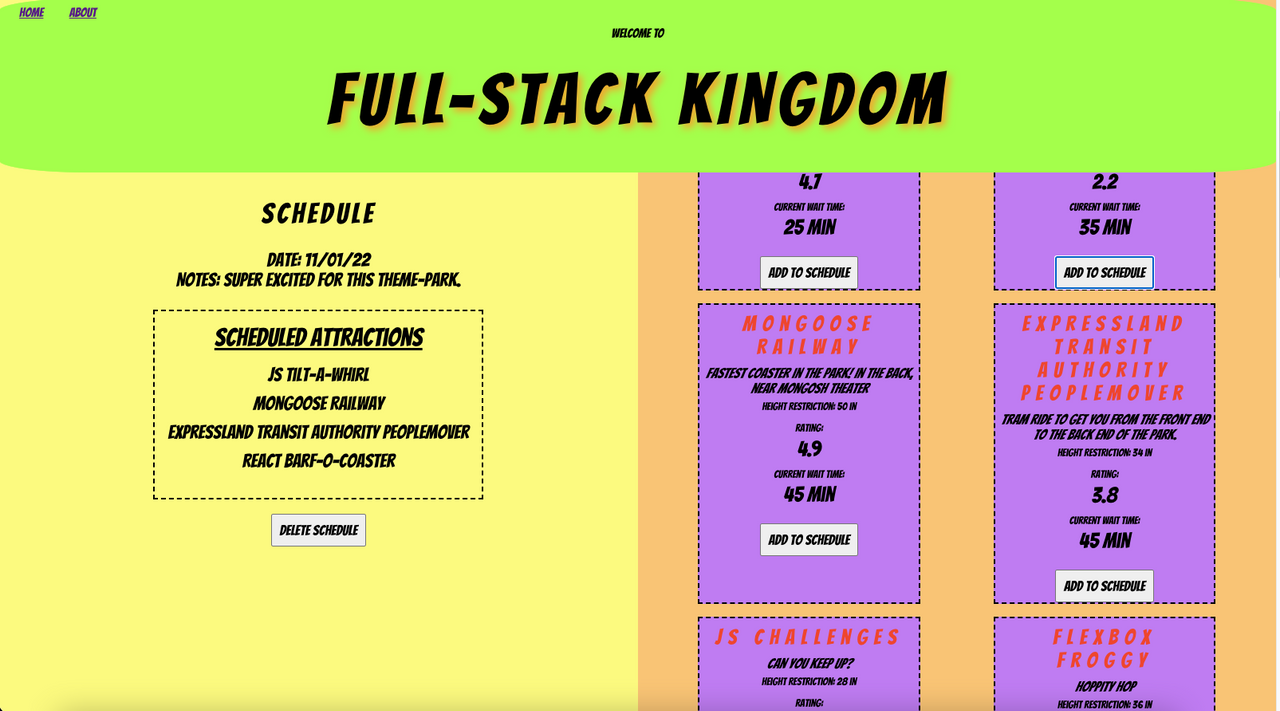 HOME ABOUT
WELCOME TO
FULL-STACK KINGDOM
SCHEDULE
DATE: 11/01/22
NOTES: SUPER EXCITED FOR THIS THEME-PARK.
SCHEDULED ATTRACTIONS
JS TILT-A-WHIRL
MONGOOSE RAILWAY
EXPRESSLAND TRANSIT AUTHORITY PEOPLEMOVER
REACT BARF-O-COASTER
DELETE SCHEDULE
4.7
CURRENT WAIT TIME:
25 MIN
ADD TO SCHEDULE
2.2
CURRENT WAIT TIME:
35 MIN
ADD TO SCHEDULE
MONGOOSE
RAILWAY
FASTEST COASTER IN THE PARK! IN THE BACK,
NEAR MONGOSH THEATER
HEIGHT RESTRICTION: 50 IN
RATING:
4.9
CURRENT WAIT TIME:
45 MIN
ADD TO SCHEDULE
EXPRESSLAND
TRANSIT
AUTHORITY
PEOPLEMOVER
TRAM RIDE TO GET YOU FROM THE FRONT END
TO THE BACK END OF THE PARK.
HEIGHT RESTRICTION: 34 IN
RATING:
3.8
CURRENT WAIT TIME:
45 MIN
ADD TO SCHEDULE
JS CHALLENGES
CAN YOU KEEP UP?
HEIGHT RESTRICTION: 28 IN
RATING:
FLEXBOX
FROGGY
HOPPITY HOP
HEIGHT RESTRICTION: 36 IN